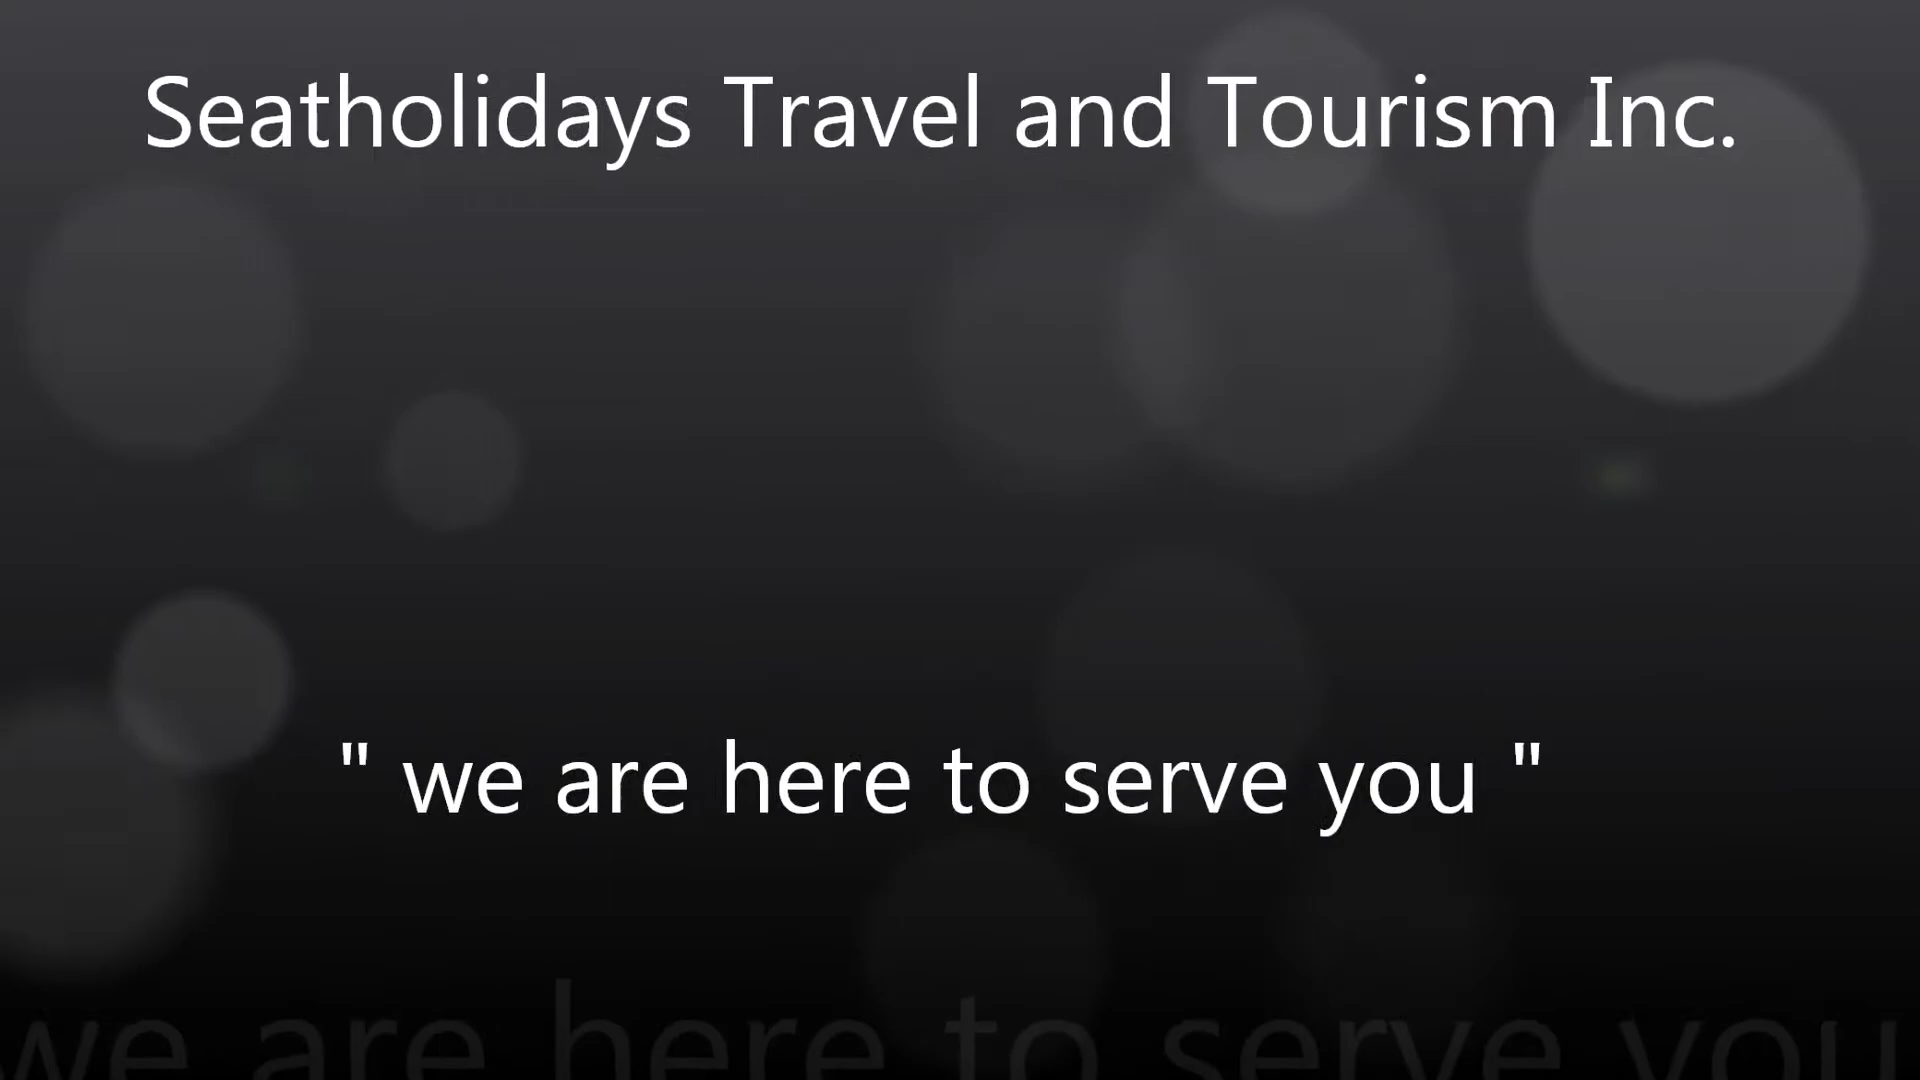 Seatholidays Travel and Tourism Inc.
" we are here to serve you "
we are here to serve you